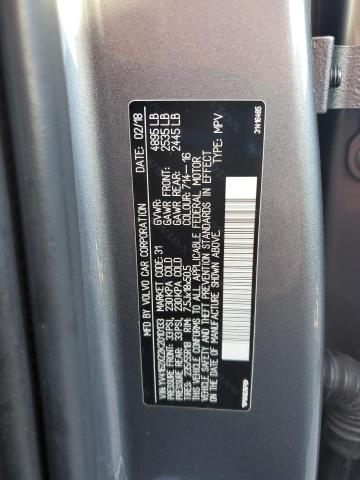 MFD BY VOLVO CAR CORPORATION DATE: 02/18
MARKET CODE: 31 GVWR: 4895 LB
GAWR FRONT: 2535 LB
GAWR REAR: 2445 LB
COLOUR: 714-16
FRONT: 33PSI, 230KPA COLD
REAR: 33PSI, 230KPA COLD
TIRES: 235/55R18 RIM: 7.5Jx18x50.5
THIS VEHICLE CONFORMS TO ALL APPLICABLE FEDERAL MOTOR
VEHICLE SAFETY AND THEFT PREVENTION STANDARDS IN EFFECT
ON THE DATE OF MANUFACTURE SHOWN ABOVE.
TYPE: MPV
31416485
VOLVO